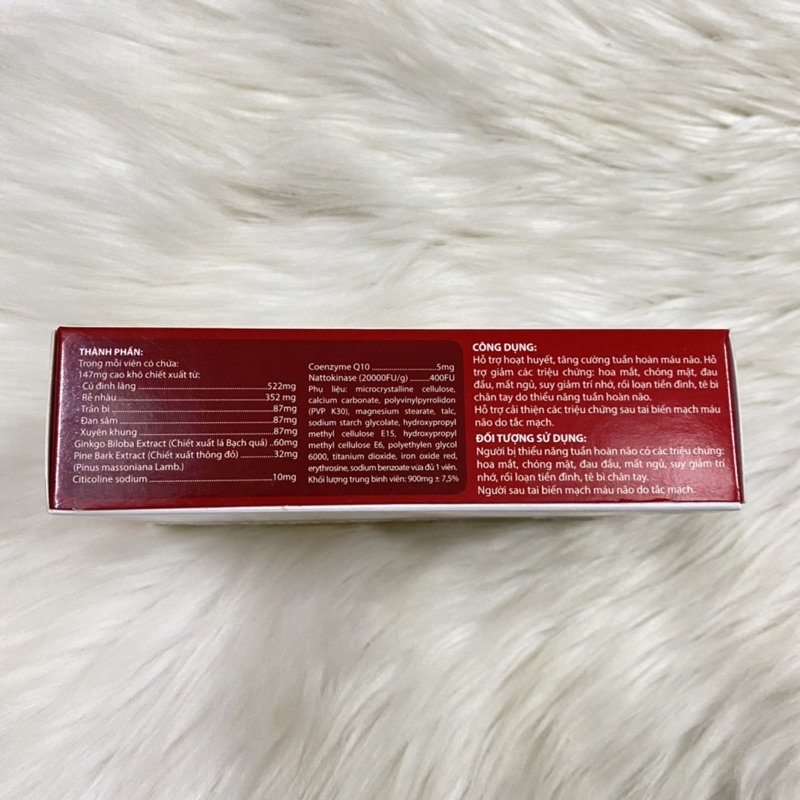 THÀNH PHẦN:
Trong mỗi viên có chứa:
147mg cao khô chiết xuất từ:
- Củ đinh lăng ........ 522mg
- Rễ nhàu ........ 352 mg
- Trần bì ........ 87mg
- Đan sâm ........ 87mg
- Xuyên khung ........ 87mg
Ginkgo Biloba Extract (Chiết xuất lá Bạch quả) ..60mg
Pine Bark Extract (Chiết xuất thông đỏ) ........ 32mg
(Pinus massoniana Lamb.)
Citicoline sodium ........ 10mg
Coenzyme Q10 ........ 5mg
Nattokinase (20000FU/g) ........ 400FU
Phụ liệu: microcrystalline cellulose,
calcium carbonate, polyvinylpyrrolidon
(PVP K30), magnesium stearate, talc,
sodium starch glycolate, hydroxypropyl
methyl cellulose E15, hydroxypropyl
methyl cellulose E6, polyethylen glycol
6000, titanium dioxide, iron oxide red,
erythrosine, sodium benzoate vừa đủ 1 viên.
Khối lượng trung bình viên: 900mg ± 7,5%
CÔNG DỤNG:
Hỗ trợ hoạt huyết, tăng cường tuần hoàn máu não. Hỗ
trợ giảm các triệu chứng: hoa mắt, chóng mặt, đau
đầu, mất ngủ, suy giảm trí nhớ, rối loạn tiền đình, tê bì
chân tay do thiểu năng tuần hoàn não.
Hỗ trợ cải thiện các triệu chứng sau tai biến mạch máu
não do tắc mạch.
ĐỐI TƯỢNG SỬ DỤNG:
Người bị thiểu năng tuần hoàn não có các triệu chứng:
hoa mắt, chóng mặt, đau đầu, mất ngủ, suy giảm trí
nhớ, rối loạn tiền đình, tê bì chân tay.
Người sau tai biến mạch máu não do tắc mạch.